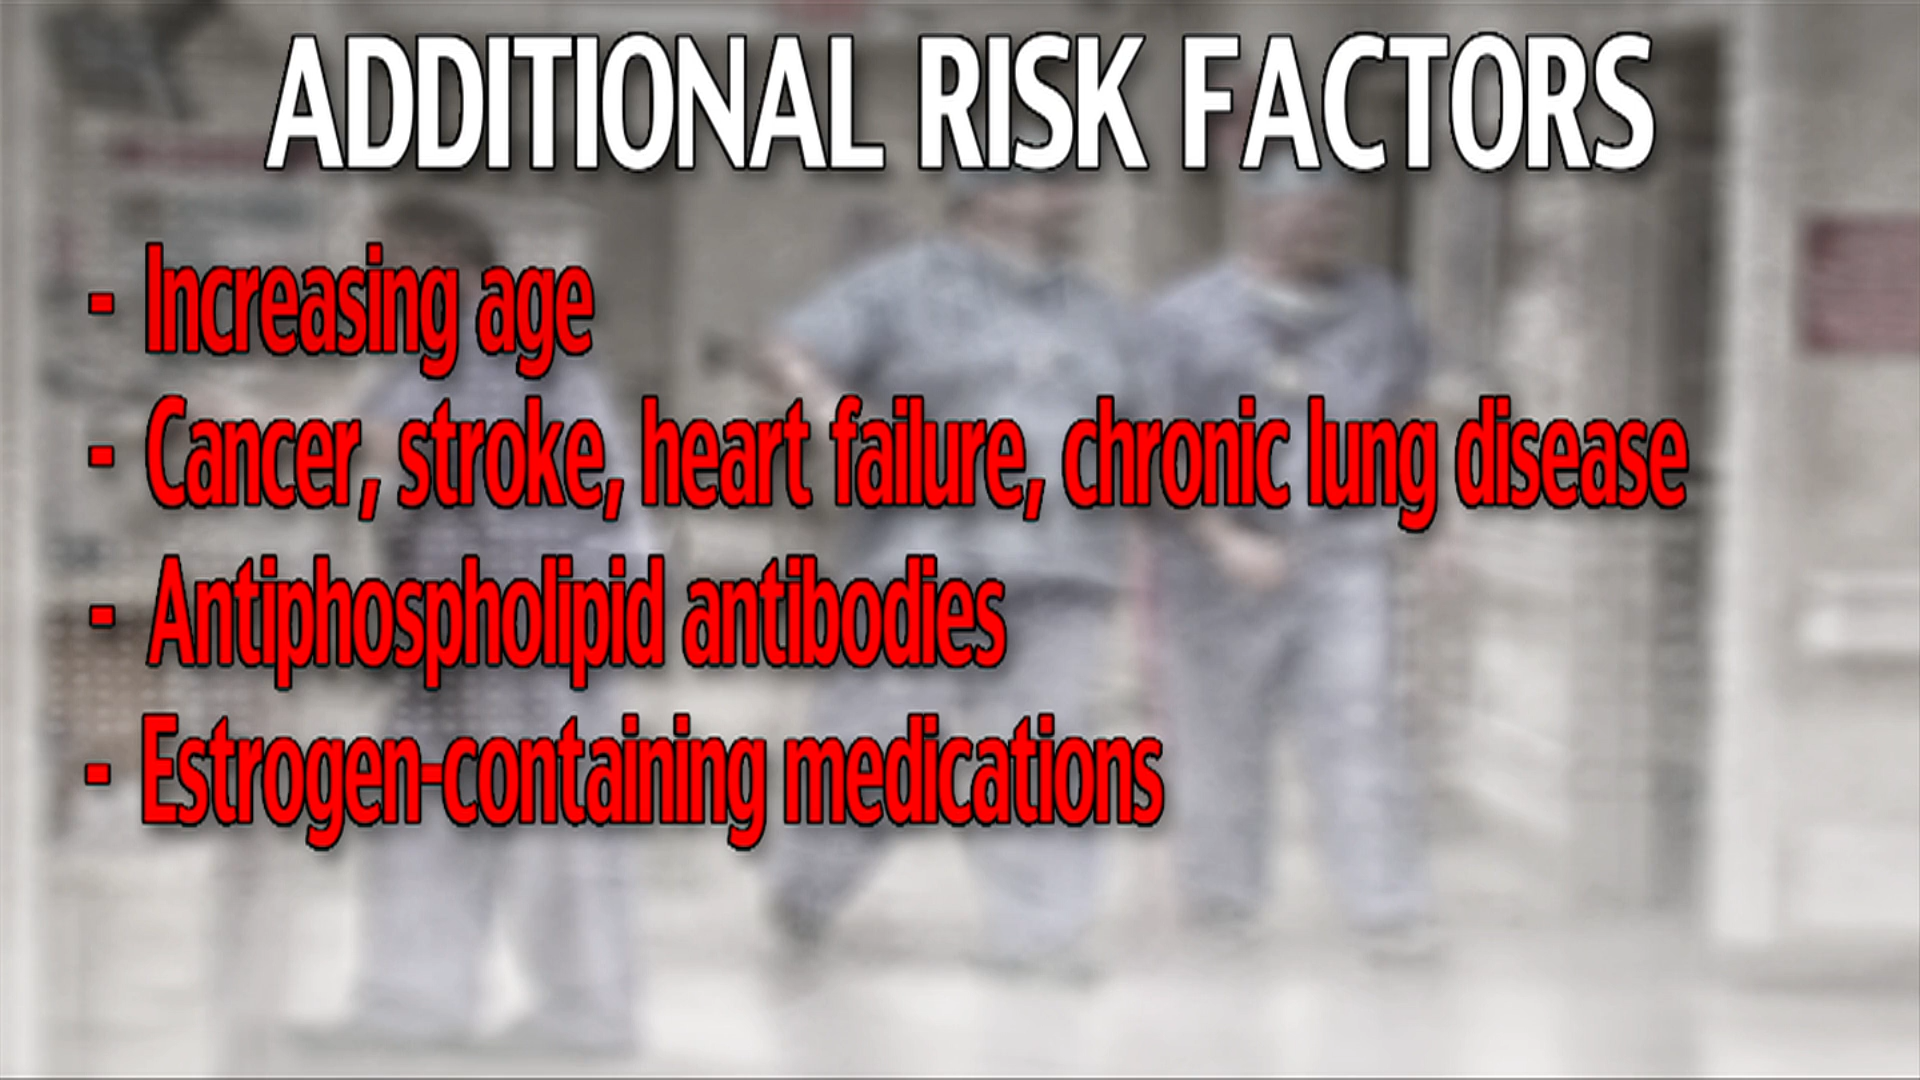 ADDITIONAL RISK FACTORS
- Increasing age
- Cancer, stroke, heart failure, chronic lung disease
- Antiphospholipid antibodies
- Estrogen-containing medications